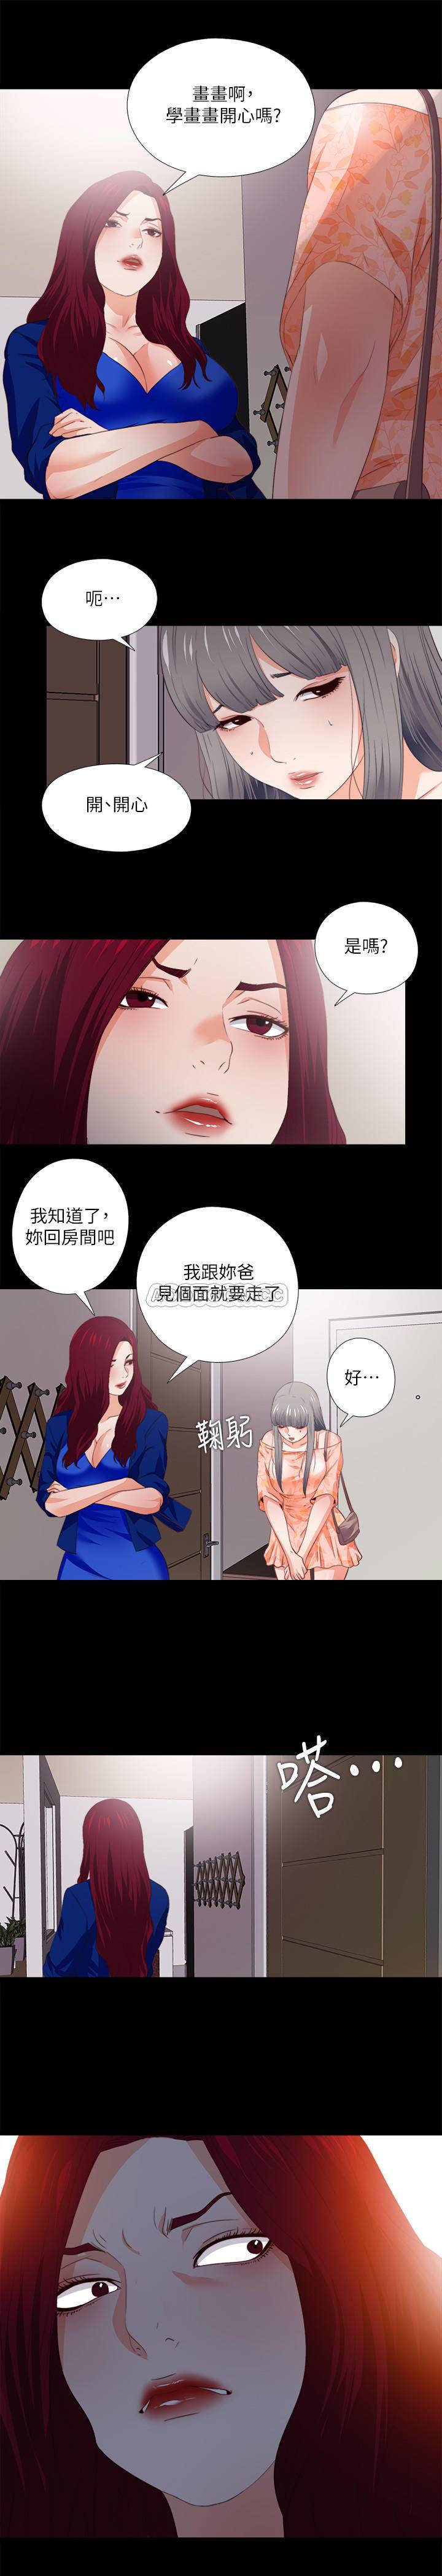 畫畫啊，
學畫畫開心嗎?
呃⋯
開、開心
是嗎?
我知道了，
妳回房間吧
我跟妳爸
見個面就要走了
好⋯
。
鞠躬
嗒⋯